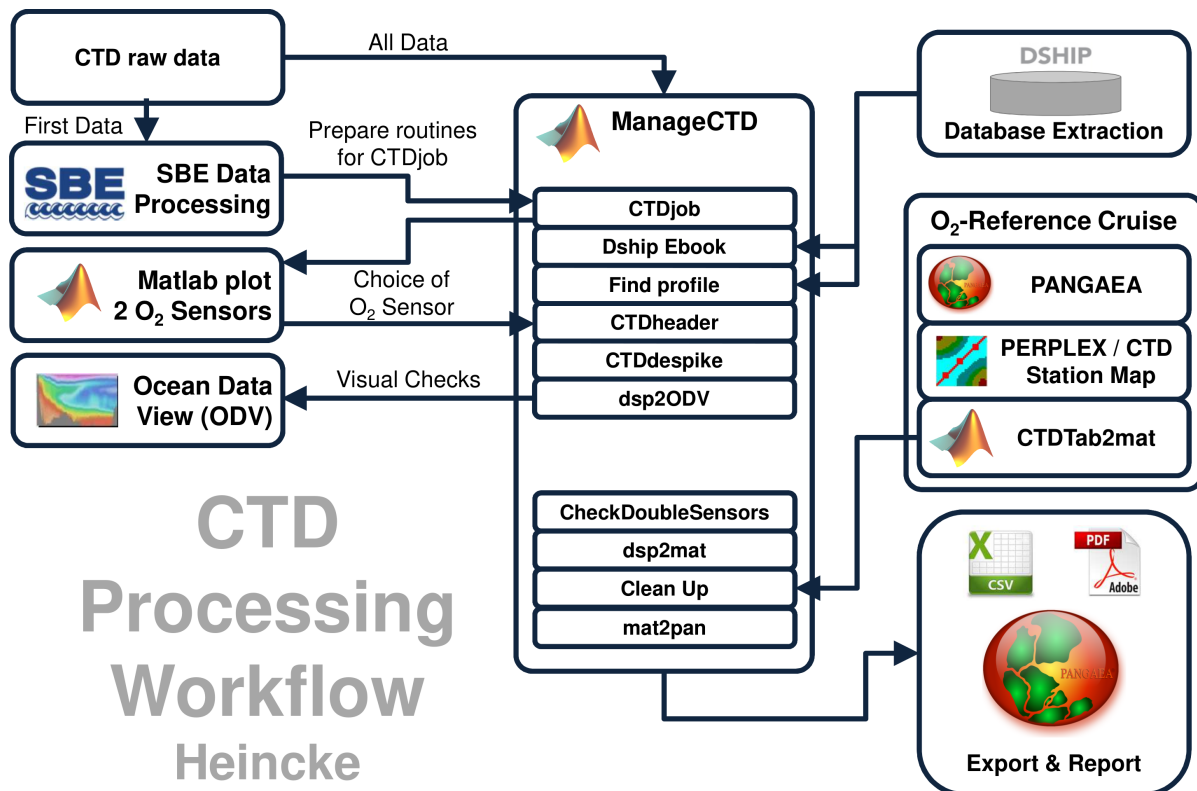 CTD raw data
All Data
First Data
SBE
SBE Data
Processing
Prepare routines
for CTDjob
Matlab plot
2 O₂ Sensors
Choice of
O₂ Sensor
Ocean Data
View (ODV)
Visual Checks
ManageCTD
CTDjob
Dship Ebook
Find profile
CTDheader
CTDdespike
dsp2ODV
CheckDoubleSensors
dsp2mat
Clean Up
mat2pan
DSHIP
Database Extraction
O₂-Reference Cruise
PANGAEA
PERPLEX / CTD
Station Map
CTDTab2mat
X
CSV
PDF
Adobe
PANGAEA
Export & Report
CTD
Processing
Workflow
Heincke